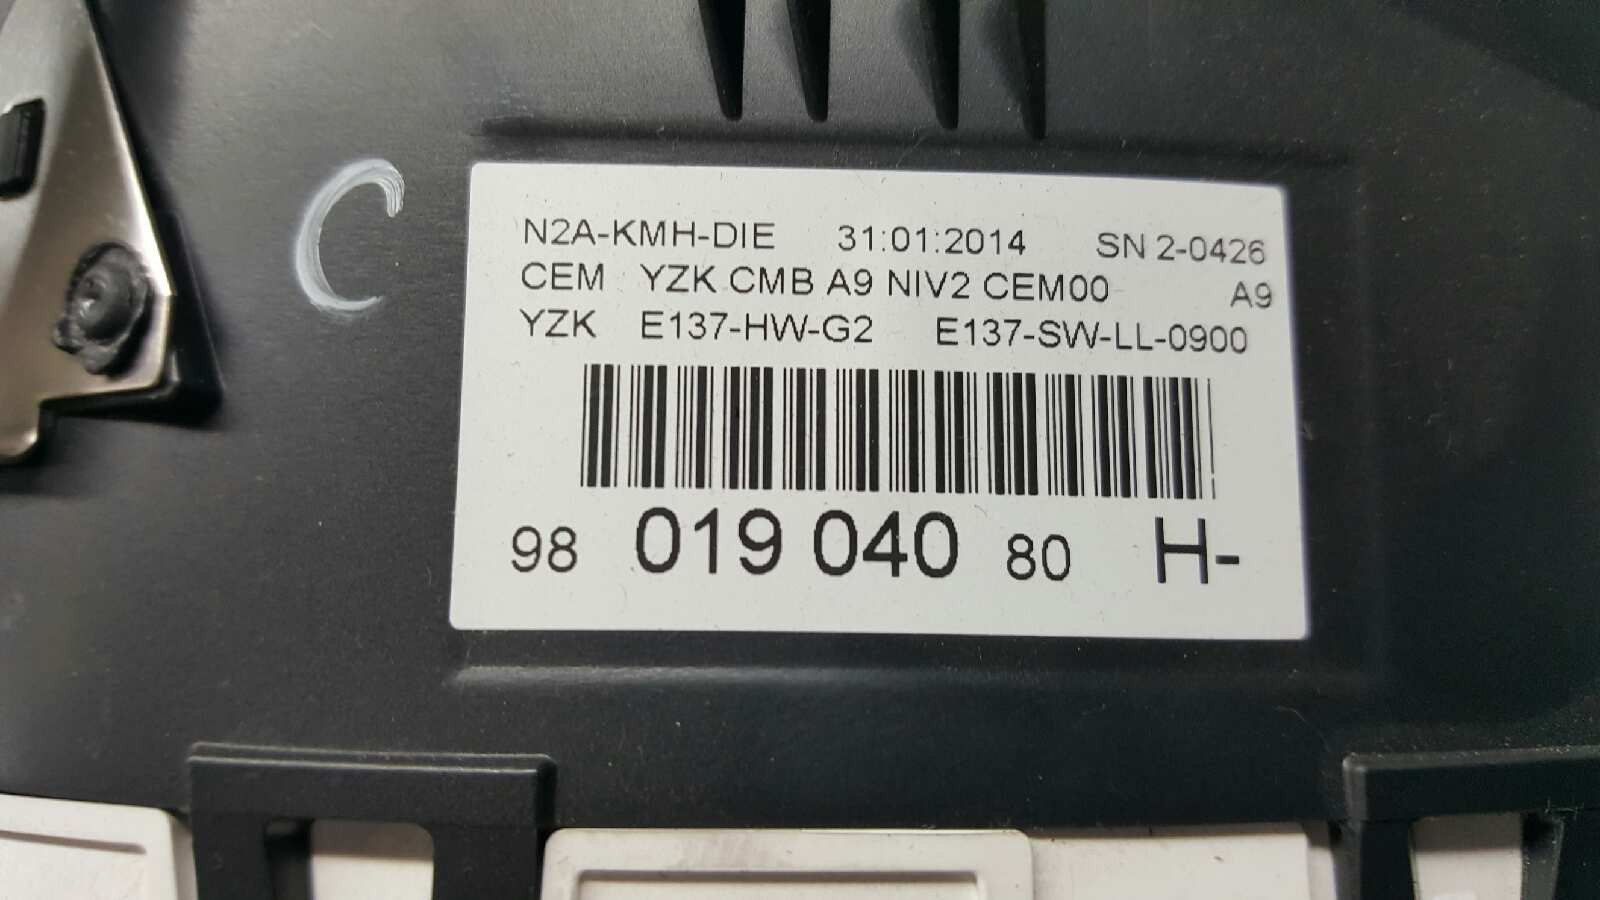 C
N2A-KMH-DIE 31:01:2014 SN 2-0426
CEM YZK CMB A9 NIV2 CEM00 A9
YZK E137-HW-G2 E137-SW-LL-0900
98 019 040 80 H-